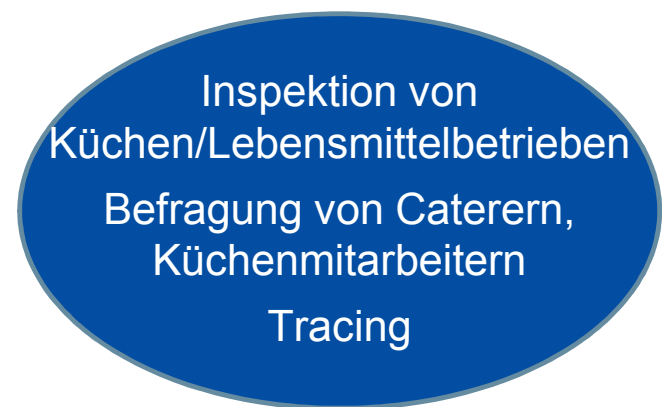 Inspektion von
Küchen/Lebensmittelbetrieben
Befragung von Caterern,
Küchenmitarbeitern
Tracing